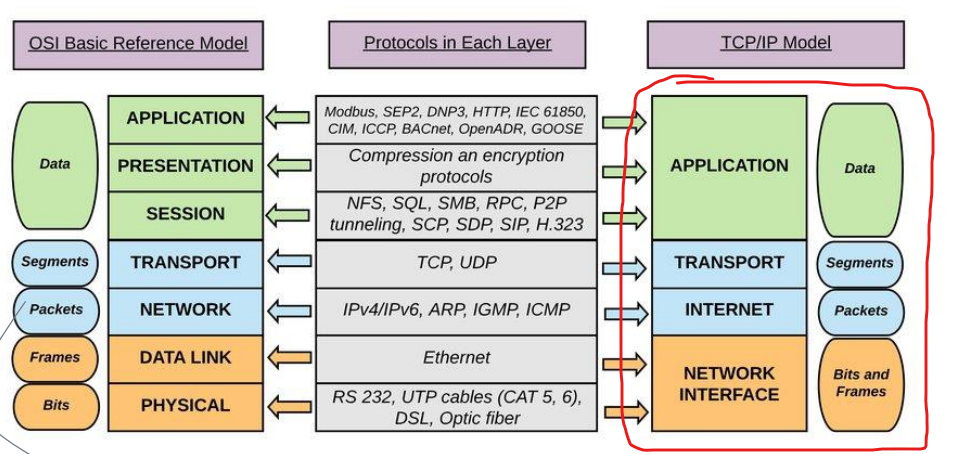 OSI Basic Reference Model
Protocols in Each Layer
TCP/IP Model
Data
APPLICATION
Modbus, SEP2, DNP3, HTTP, IEC 61850,
CIM, ICCP, BACnet, OpenADR, GOOSE
APPLICATION
Data
PRESENTATION
Compression an encryption
protocols
SESSION
NFS, SQL, SMB, RPC, P2P
tunneling, SCP, SDP, SIP, H.323
Segments
TRANSPORT
TCP, UDP
TRANSPORT
Segments
Packets
NETWORK
IPv4/IPv6, ARP, IGMP, ICMP
INTERNET
Packets
Frames
DATA LINK
Ethernet
NETWORK
INTERFACE
Bits and
Frames
Bits
PHYSICAL
RS 232, UTP cables (CAT 5, 6),
DSL, Optic fiber